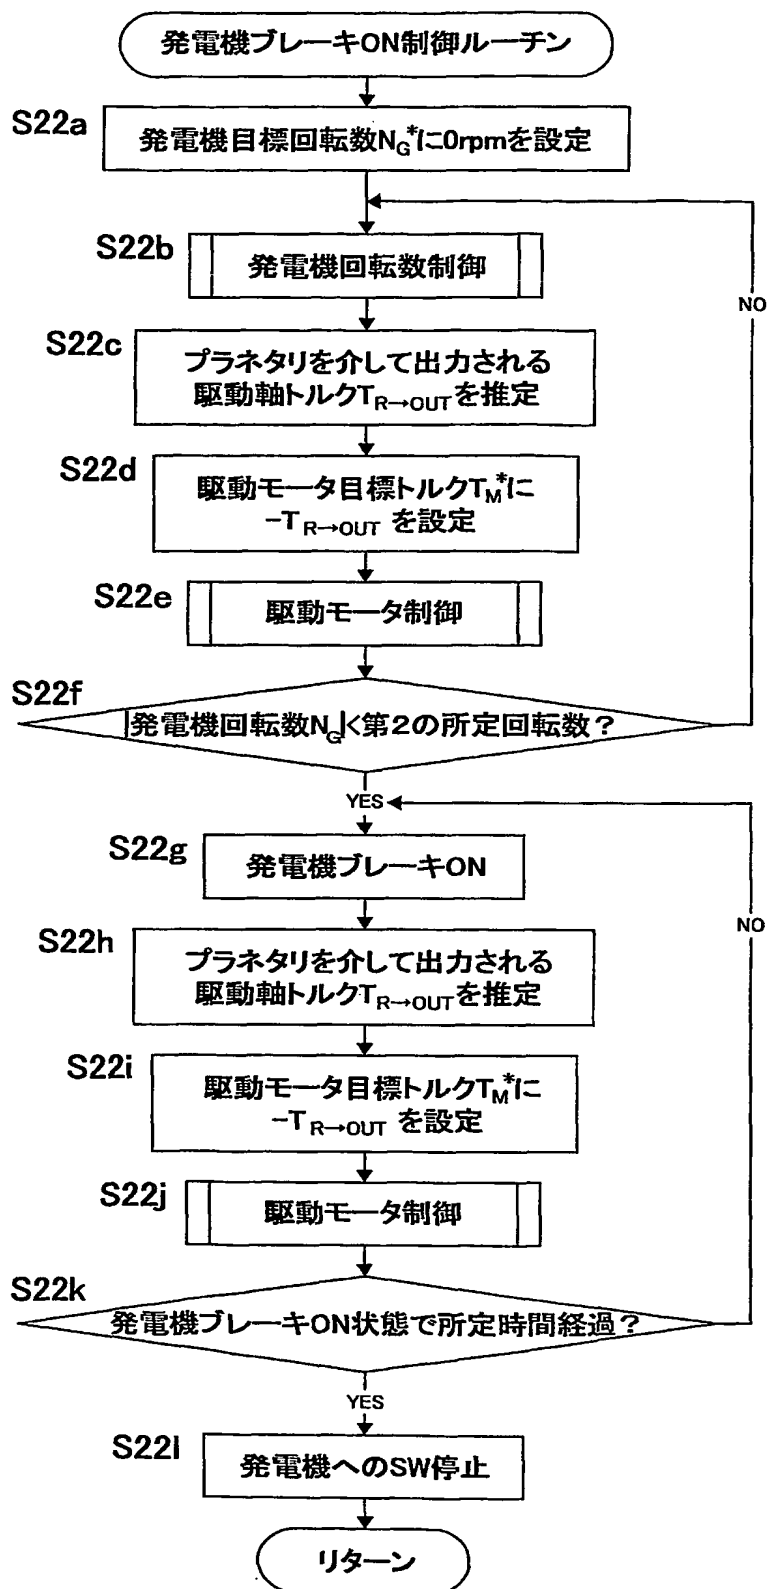 発電機ブレーキON制御ルーチン
S22a
発電機目標回転数NG*に0rpmを設定
S22b
発電機回転数制御
NO
S22c
プラネタリを介して出力される
駆動軸トルクTR→OUTを推定
S22d
駆動モータ目標トルクTM*に
-TR→OUT を設定
S22e
駆動モータ制御
S22f
|発電機回転数NG|<第2の所定回転数?
YES
S22g
発電機ブレーキON
NO
S22h
プラネタリを介して出力される
駆動軸トルクTR→OUTを推定
S22i
駆動モータ目標トルクTM*に
-TR→OUT を設定
S22j
駆動モータ制御
S22k
発電機ブレーキON状態で所定時間経過?
YES
S22l
発電機へのSW停止
リターン